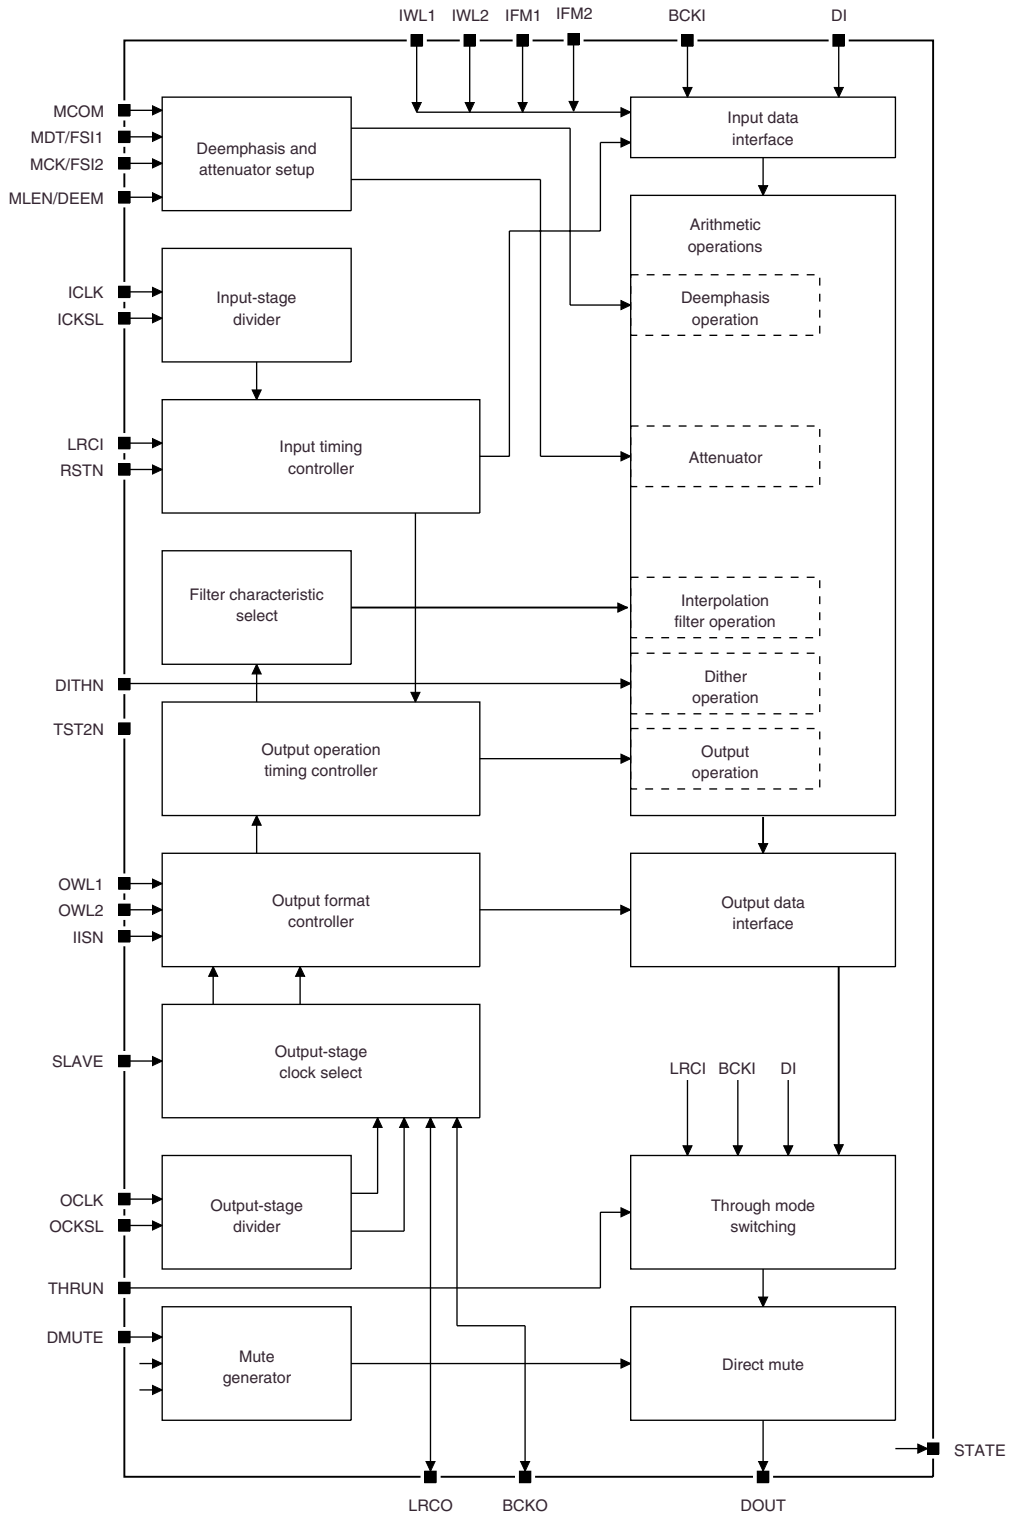 IWL1 IWL2 IFM1 IFM2 BCKI DI
MCOM
MDT/FSI1
MCK/FSI2
MLEN/DEEM
Deemphasis and
attenuator setup
Input data
interface
Arithmetic
operations
ICLK
ICKSL
Input-stage
divider
Deemphasis
operation
LRCI
RSTN
Input timing
controller
Attenuator
Filter characteristic
select
Interpolation
filter operation
DITHN
Dither
operation
TST2N
Output operation
timing controller
Output
operation
OWL1
OWL2
IISN
Output format
controller
Output data
interface
SLAVE
Output-stage
clock select
LRCI BCKI DI
OCLK
OCKSL
Output-stage
divider
Through mode
switching
THRUN
DMUTE
Mute
generator
Direct mute
STATE
LRCO BCKO DOUT